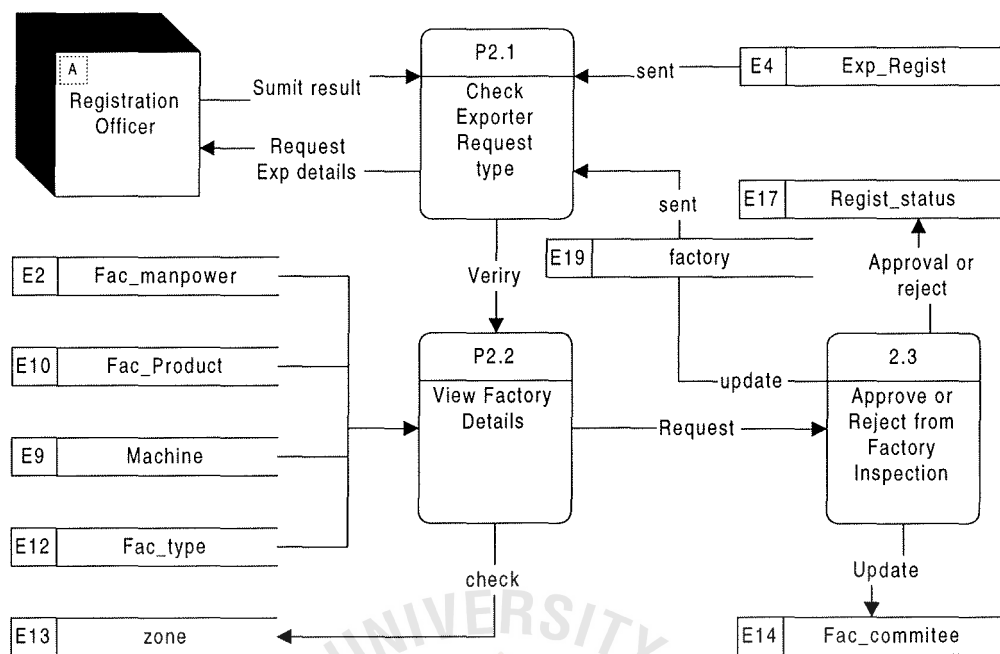 A
Registration
Officer
Sumit result
Request
Exp details
P2.1
Check
Exporter
Request
type
sent
E4 Exp_Regist
E17 Regist_status
sent
E19 factory
Approval or
reject
E2 Fac_manpower
Veriry
E10 Fac_Product
P2.2
View Factory
Details
update
2.3
Approve or
Reject from
Factory
Inspection
Request
E9 Machine
E12 Fac_type
check
Update
E13 zone
E14 Fac_commitee
UNIVERSITY